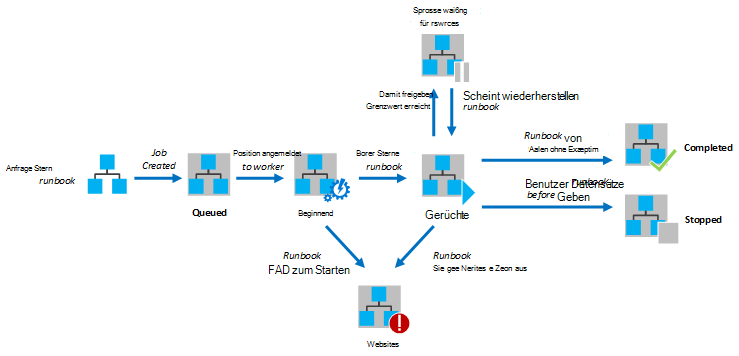 Sprosse wai6ng
für rswrces
Damit freigeben
Grenzwert erreicht
Scheint wiederherstellen
runbook
Anfrage Stern
runbook
Job
Created
Queued
Position angemeldet
to worker
Beginnend
Borer Sterne
runbook
Gerüchte
Runbook von
Aalen ohne Exæptim
Completed
Benutzer Datensätze
before Geben
Stopped
Runbook
FAD zum Starten
Runbook
Sie gee Nerites e Zeon aus
Websites